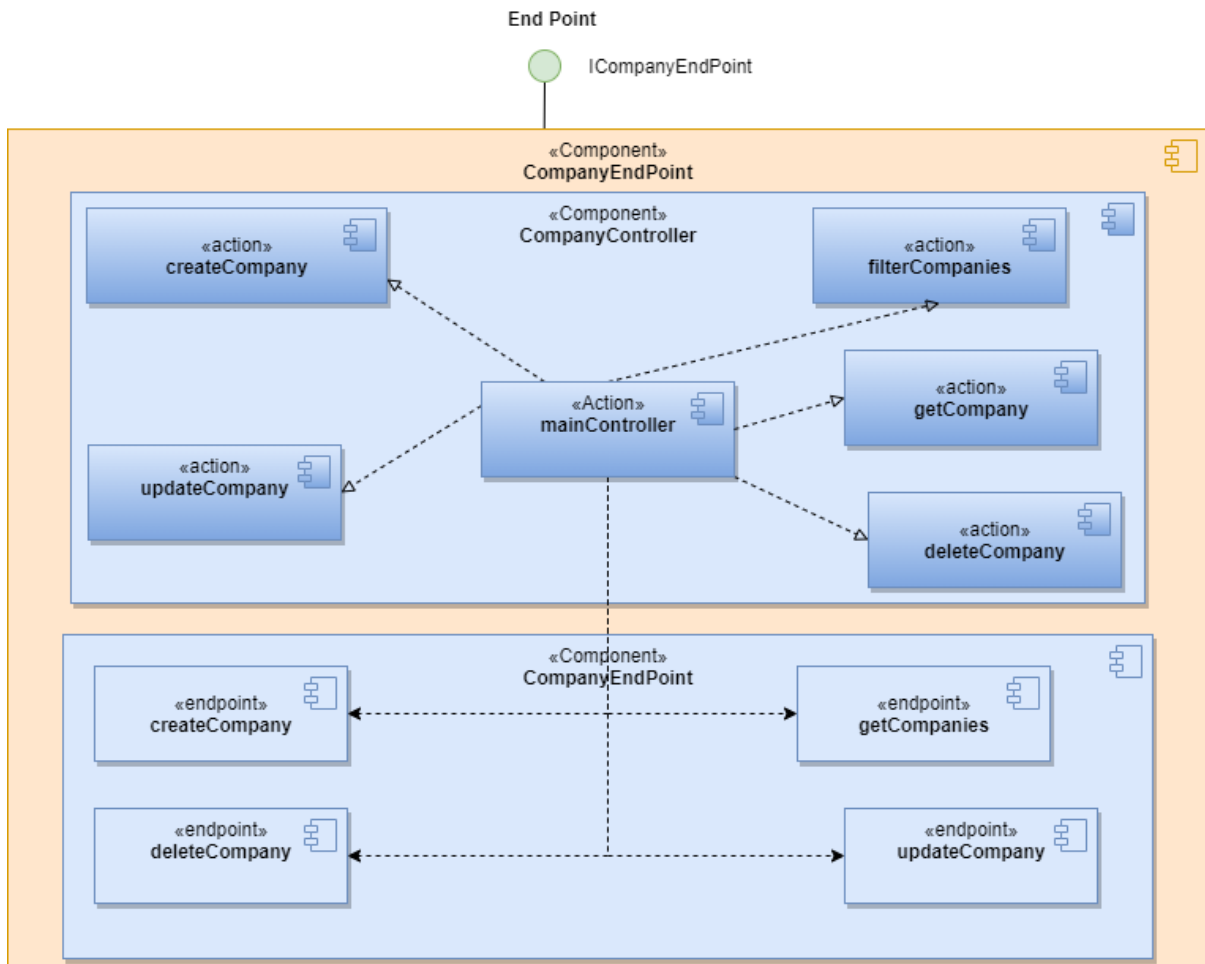 End Point
ICompanyEndPoint
«Component»
CompanyEndPoint
«Component»
CompanyController
«action»
createCompany
«action»
filterCompanies
«Action»
mainController
«action»
getCompany
«action»
updateCompany
«action»
deleteCompany
«Component»
CompanyEndPoint
«endpoint»
createCompany
«endpoint»
getCompanies
«endpoint»
deleteCompany
«endpoint»
updateCompany